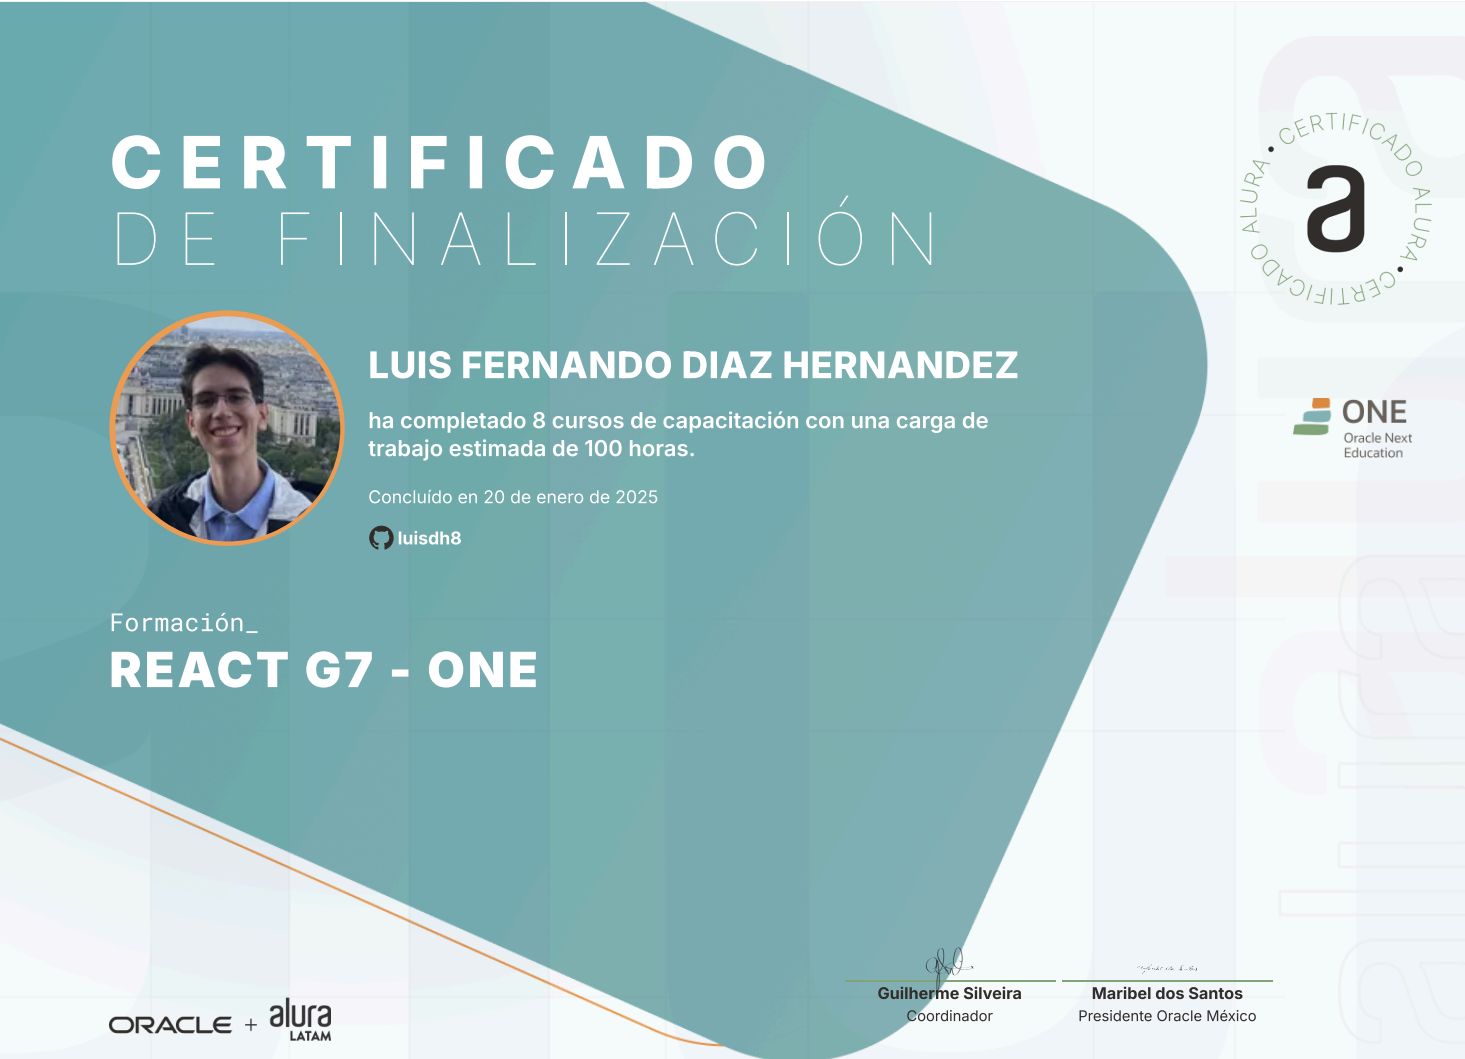 CERTIFICADO
DE FINALIZACIÓN
CERTIFICADO ALURA • CERTIFICADO ALURA •
a
LUIS FERNANDO DIAZ HERNANDEZ
ha completado 8 cursos de capacitación con una carga de
trabajo estimada de 100 horas.
Concluído en 20 de enero de 2025
luisdh8
ONE
Oracle Next
Education
Formación_
REACT G7 - ONE
ORACLE + alura
LATAM
Guilherme Silveira
Coordinador
Maribel dos Santos
Presidente Oracle México
alura
alura